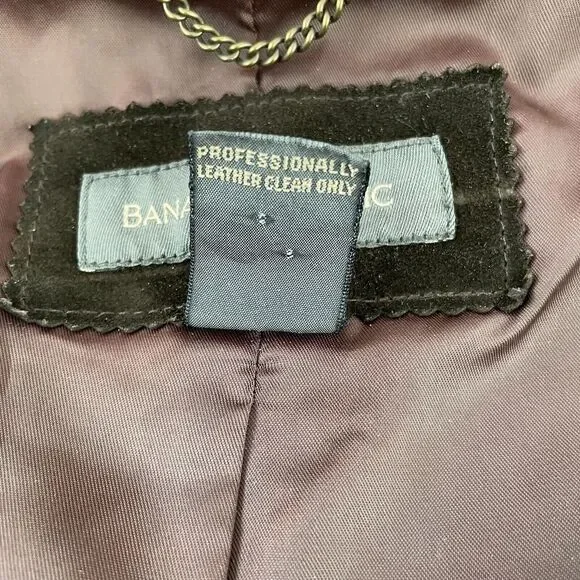 PROFESSIONALLY
LEATHER CLEAN ONLY
BANA IC